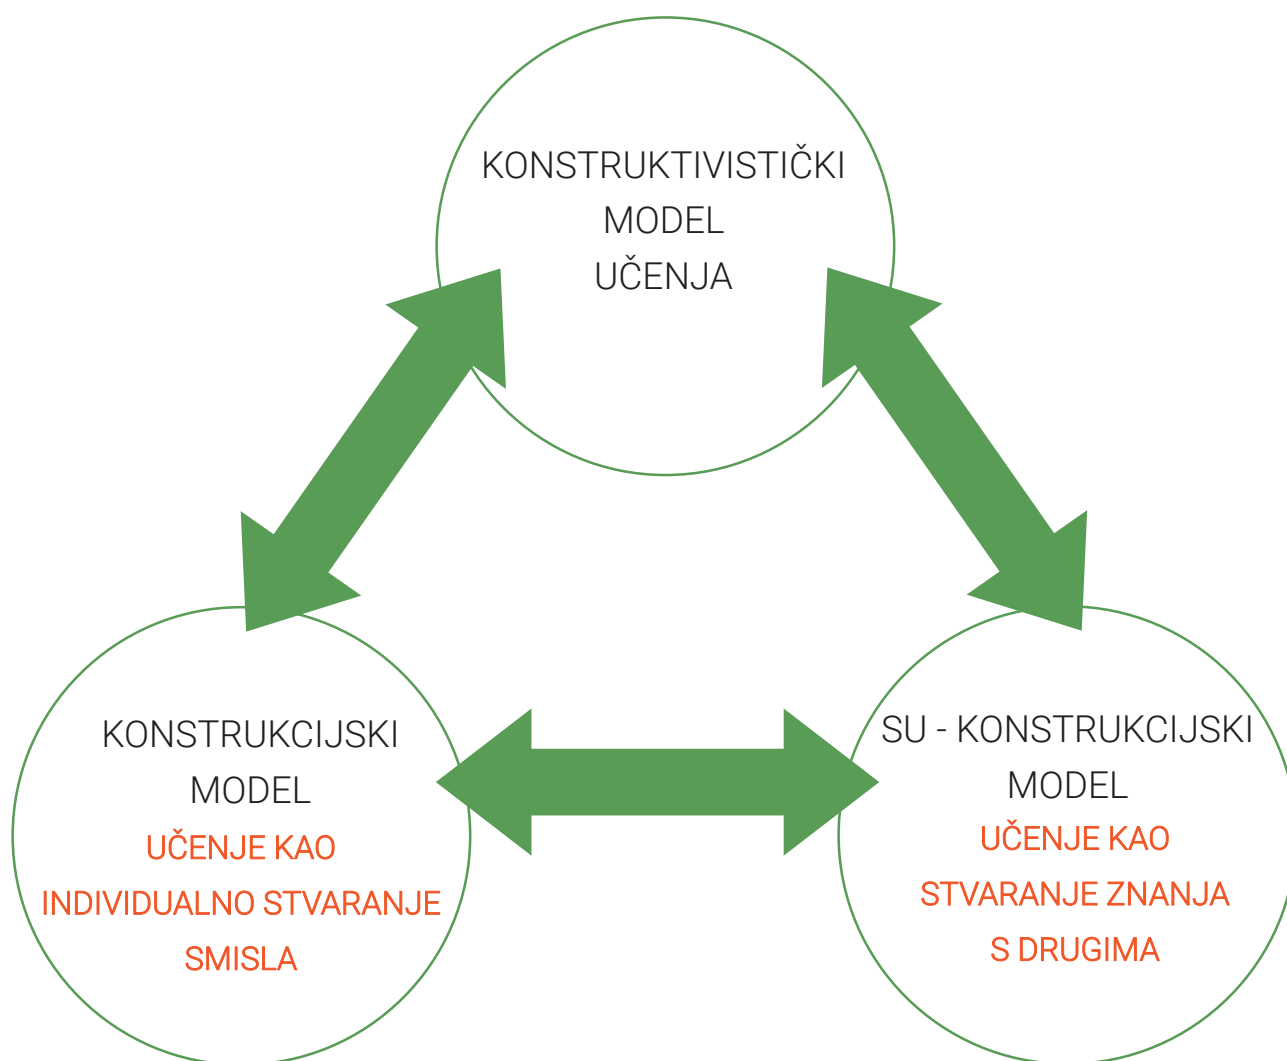 KONSTRUKTIVISTIČKI
MODEL
UČENJA
KONSTRUKCIJSKI
MODEL
UČENJE KAO
INDIVIDUALNO STVARANJE
SMISLA
SU - KONSTRUKCIJSKI
MODEL
UČENJE KAO
STVARANJE ZNANJA
S DRUGIMA